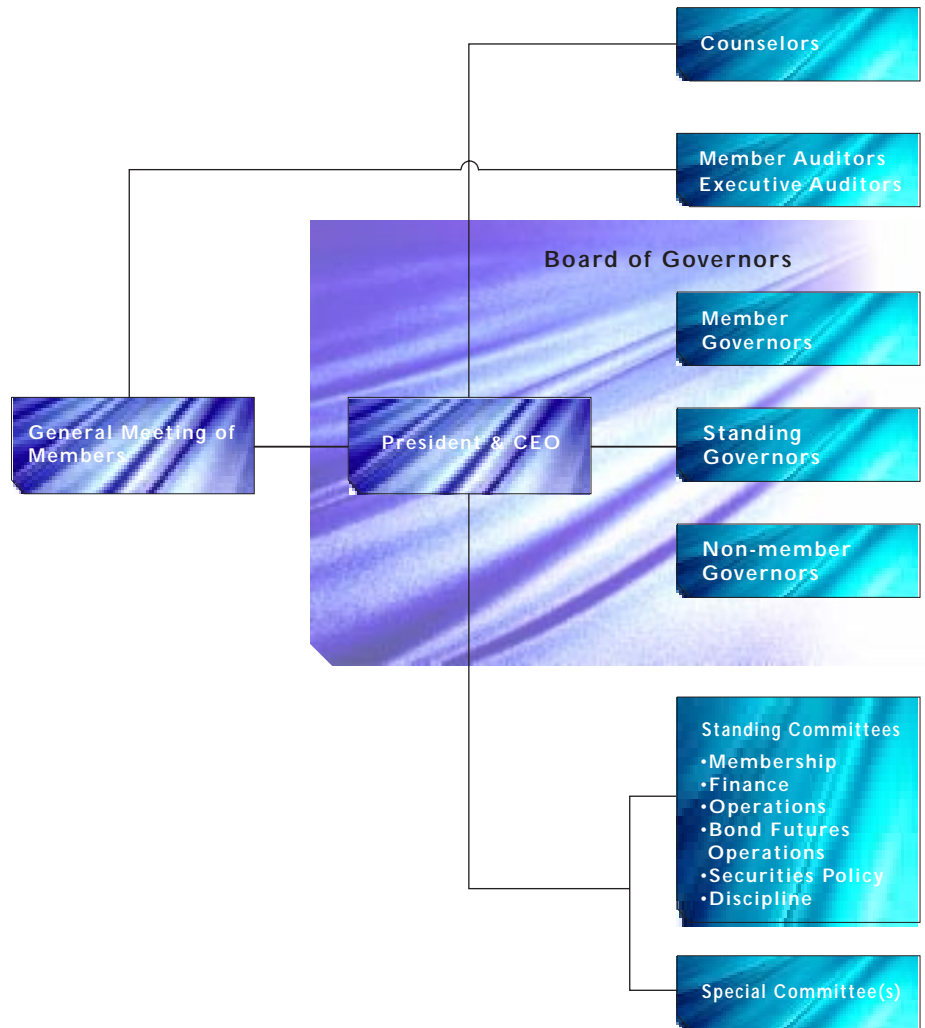 Counselors
Member Auditors
Executive Auditors
Board of Governors
Member
Governors
General Meeting of
Members
President & CEO
Standing
Governors
Non-member
Governors
Standing Committees
•Membership
•Finance
•Operations
•Bond Futures
Operations
•Securities Policy
•Discipline
Special Committee(s)